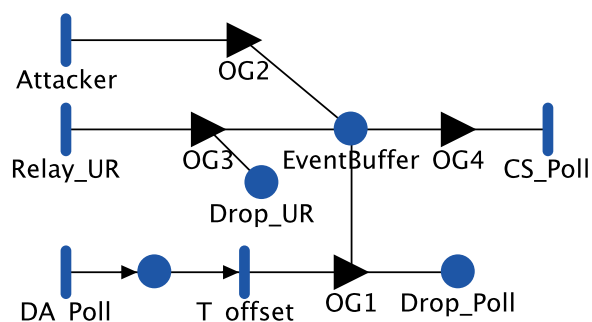 Attacker
OG2
Relay_UR
OG3
EventBuffer
OG4
CS_Poll
Drop_UR
DA_Poll
T_offset
OG1
Drop_Poll